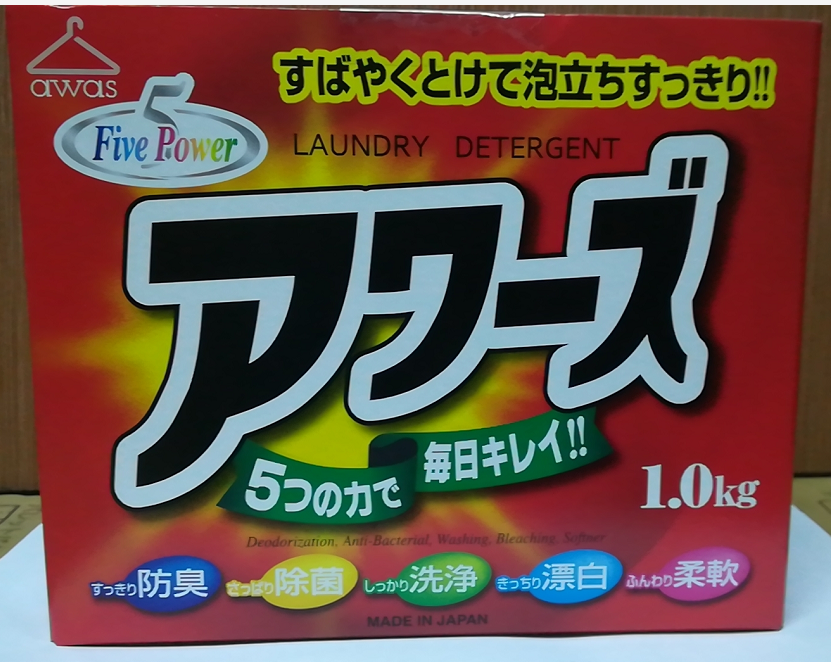 awas
すばやくとけて泡立ちすっきり!!
5
Five Power
LAUNDRY DETERGENT
アワーズ
5つの力で 毎日キレイ!!
1.0kg
Deodorization, Anti-Bacterial, Washing, Bleaching, Softner
すっきり防臭 さっぱり除菌 しっかり洗浄 きっちり漂白 ふんわり柔軟
MADE IN JAPAN